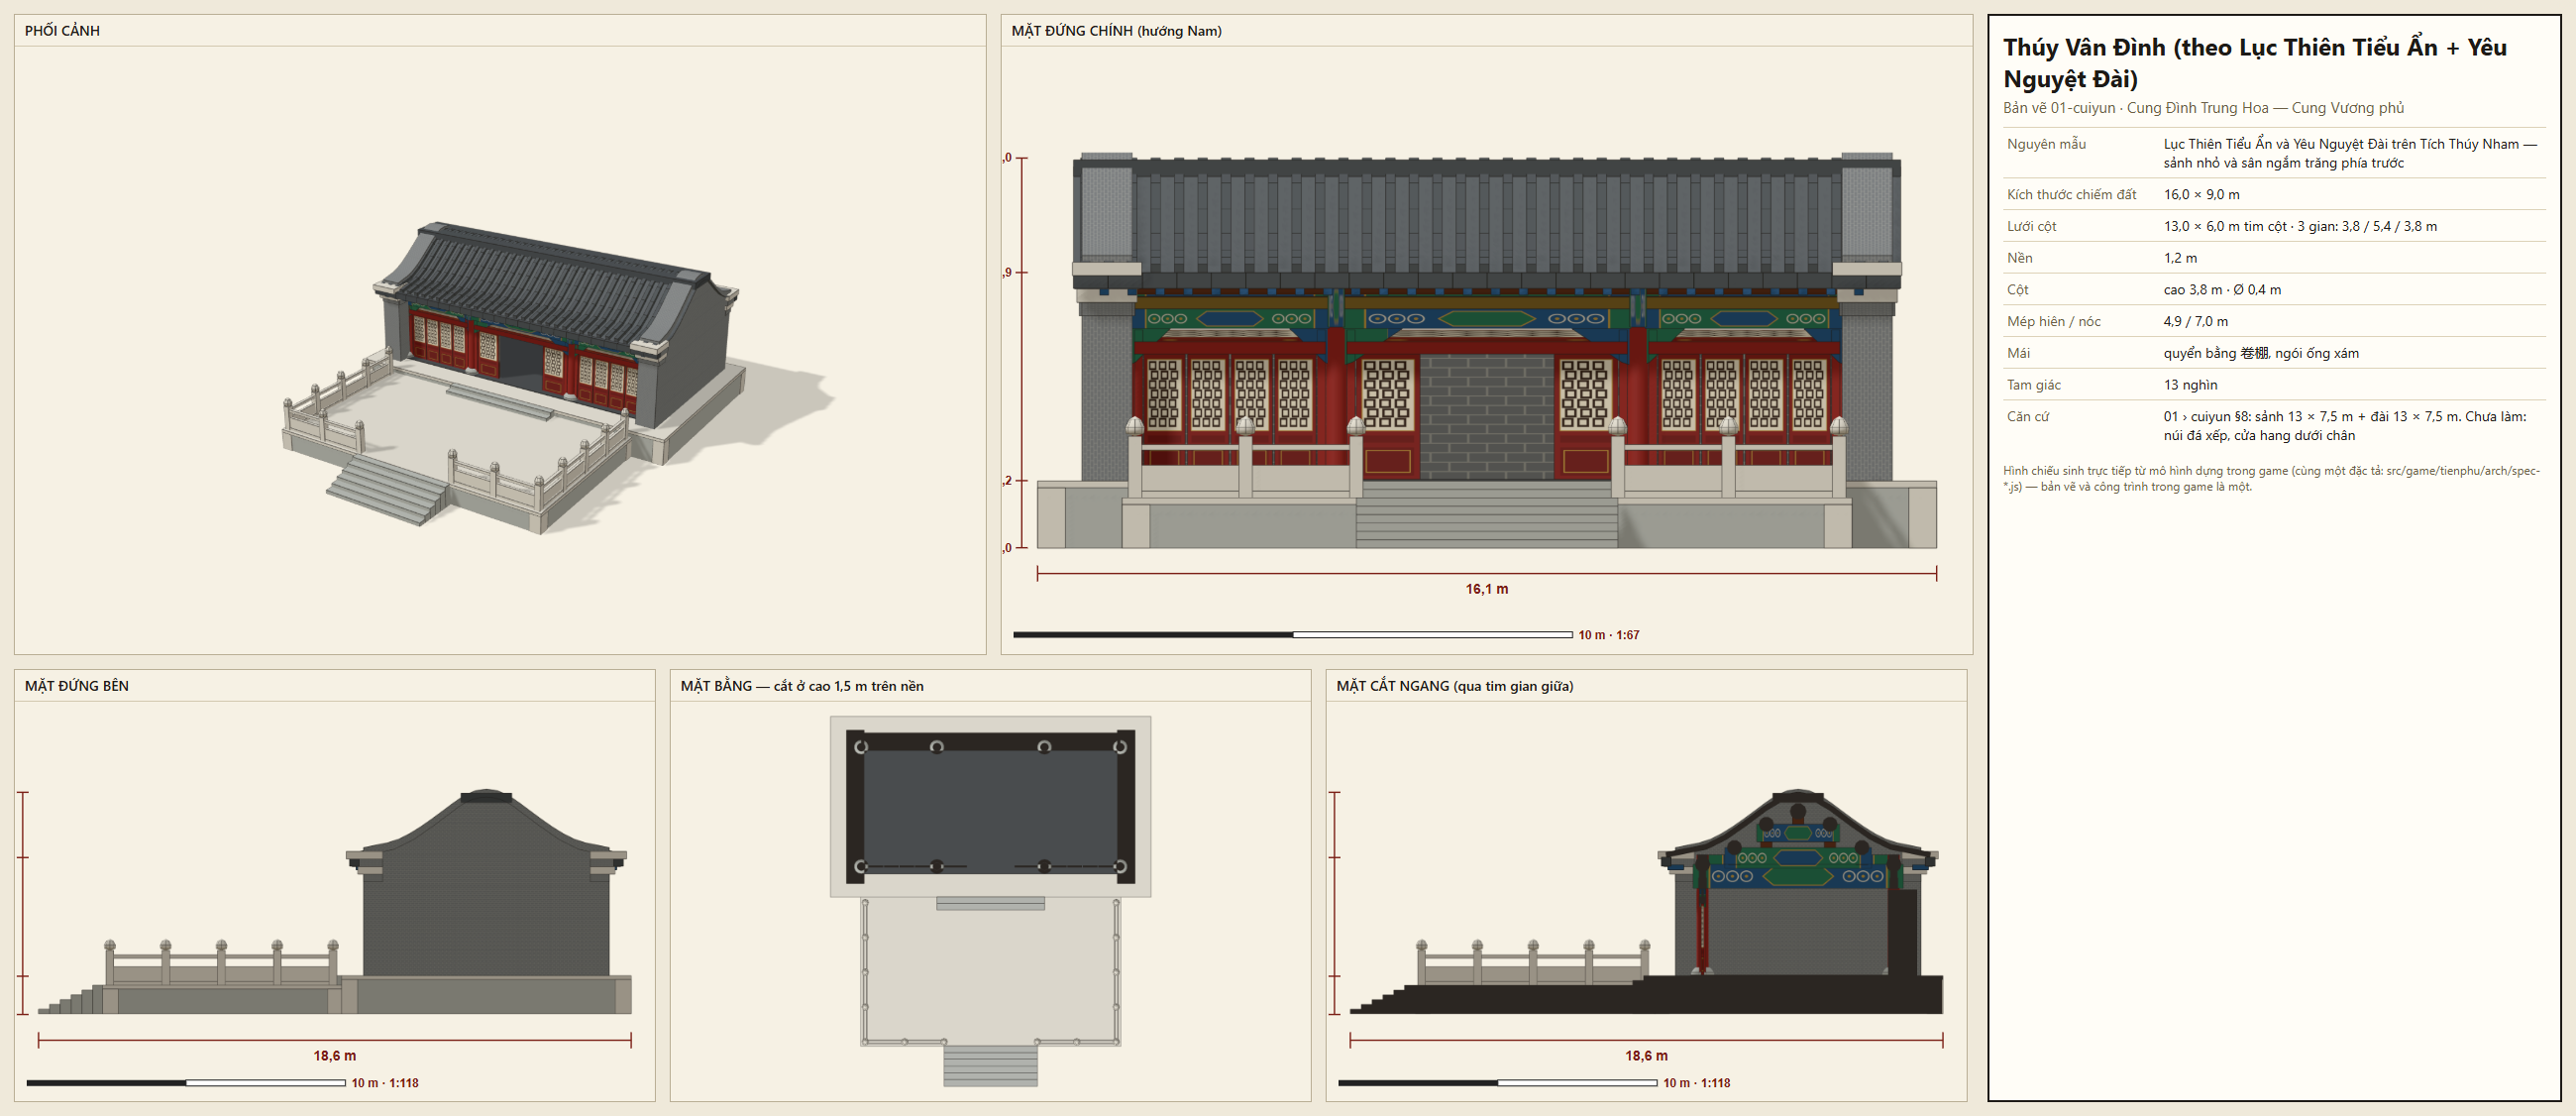 PHỐI CẢNH
MẶT ĐỨNG CHÍNH (hướng Nam)
,0
,9
,2
,0
16,1 m
10 m · 1:67
MẶT ĐỨNG BÊN
18,6 m
10 m · 1:118
MẶT BẰNG — cắt ở cao 1,5 m trên nền
MẶT CẮT NGANG (qua tim gian giữa)
18,6 m
10 m · 1:118
Thúy Vân Đình (theo Lục Thiên Tiểu Ẩn + Yêu
Nguyệt Đài)
Bản vẽ 01-cuiyun · Cung Đình Trung Hoa — Cung Vương phủ
Nguyên mẫu Lục Thiên Tiểu Ẩn và Yêu Nguyệt Đài trên Tích Thúy Nham —
sảnh nhỏ và sân ngắm trăng phía trước
Kích thước chiếm đất 16,0 × 9,0 m
Lưới cột 13,0 × 6,0 m tim cột · 3 gian: 3,8 / 5,4 / 3,8 m
Nền 1,2 m
Cột cao 3,8 m · Ø 0,4 m
Mép hiên / nóc 4,9 / 7,0 m
Mái quyển bằng 卷棚, ngói ống xám
Tam giác 13 nghìn
Căn cứ 01 › cuiyun §8: sảnh 13 × 7,5 m + đài 13 × 7,5 m. Chưa làm:
núi đá xếp, cửa hang dưới chân
Hình chiếu sinh trực tiếp từ mô hình dựng trong game (cùng một đặc tả: src/game/tienphu/arch/spec-
*.js) — bản vẽ và công trình trong game là một.